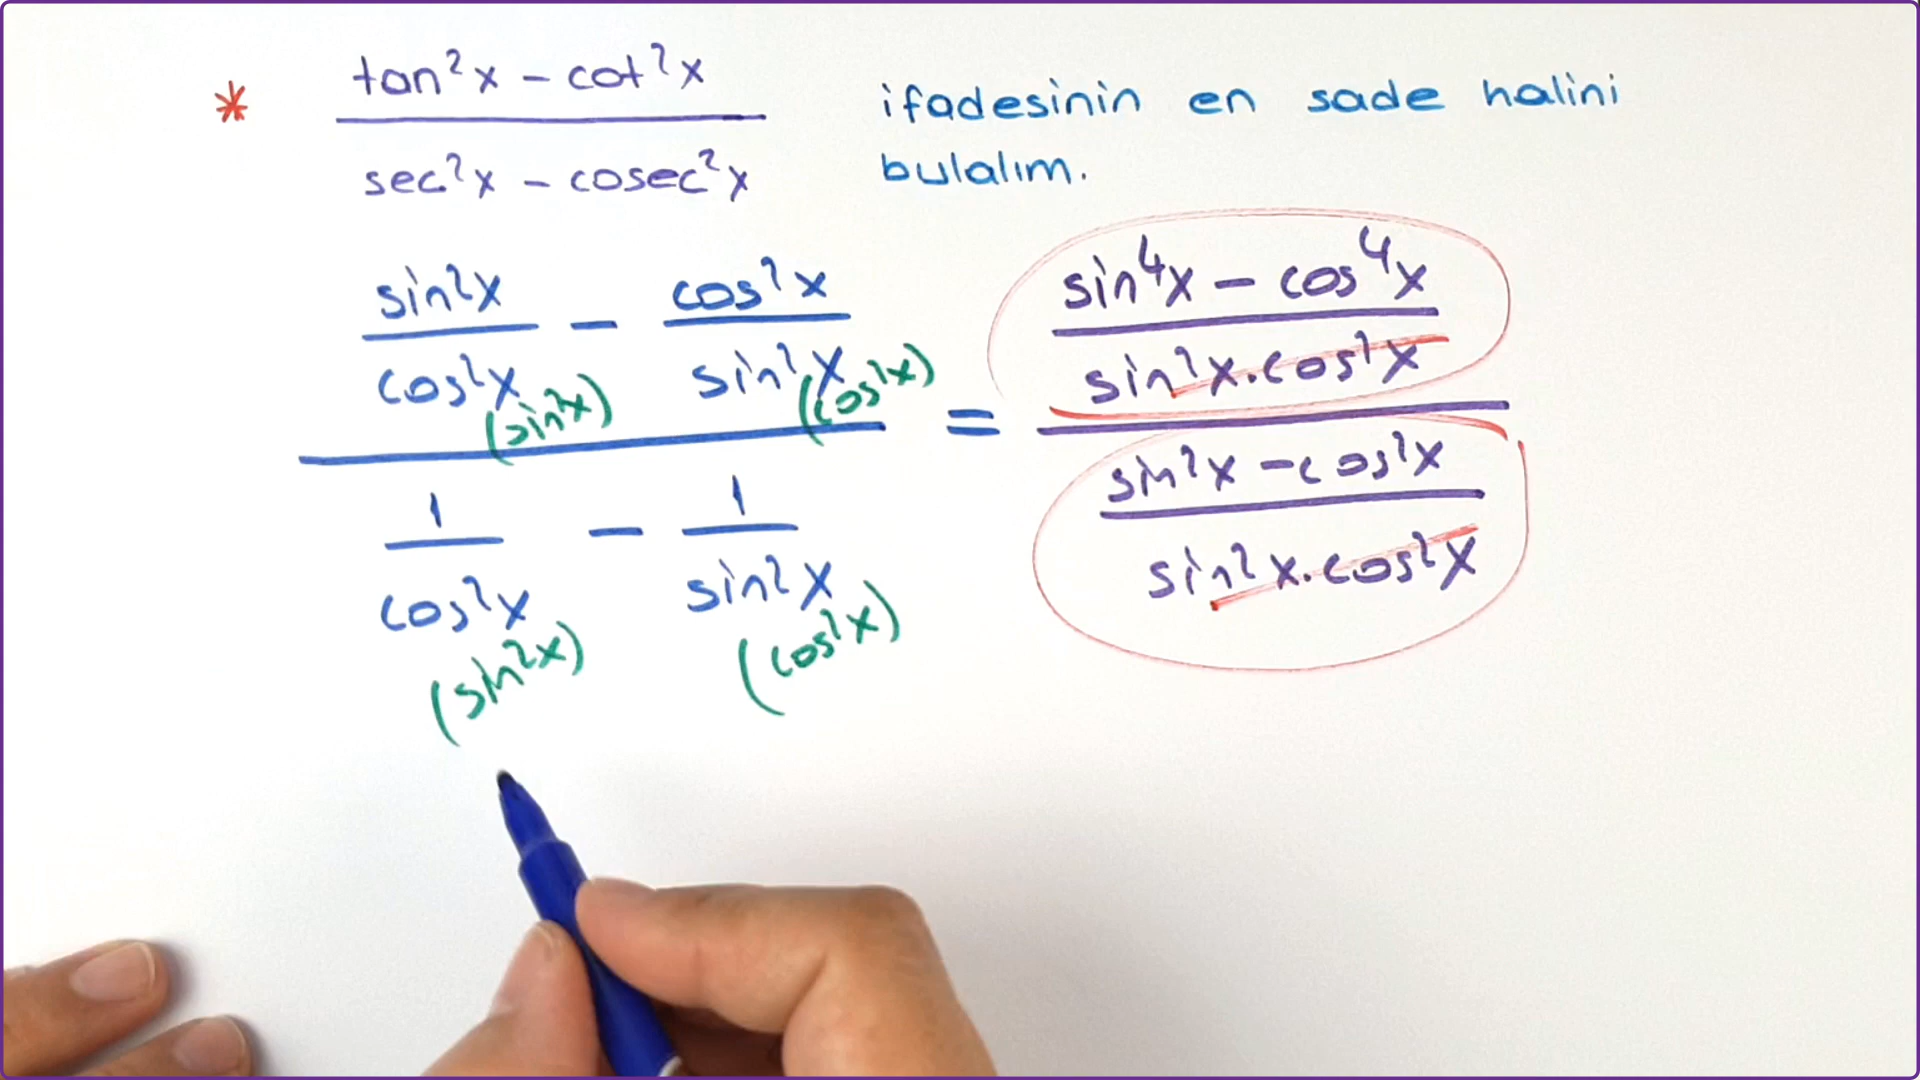 * tan²x - cot²x
sec²x - cosec²x
ifadesinin en sade halini
bulalım.
sin²x - cos²x
cos²x (sin²x) sin²x (cos²x)
1 - 1
cos²x sin²x
(sin²x) (cos²x)
=
sin⁴x - cos⁴x
sin²x.cos²x
sin²x - cos²x
sin²x.cos²x